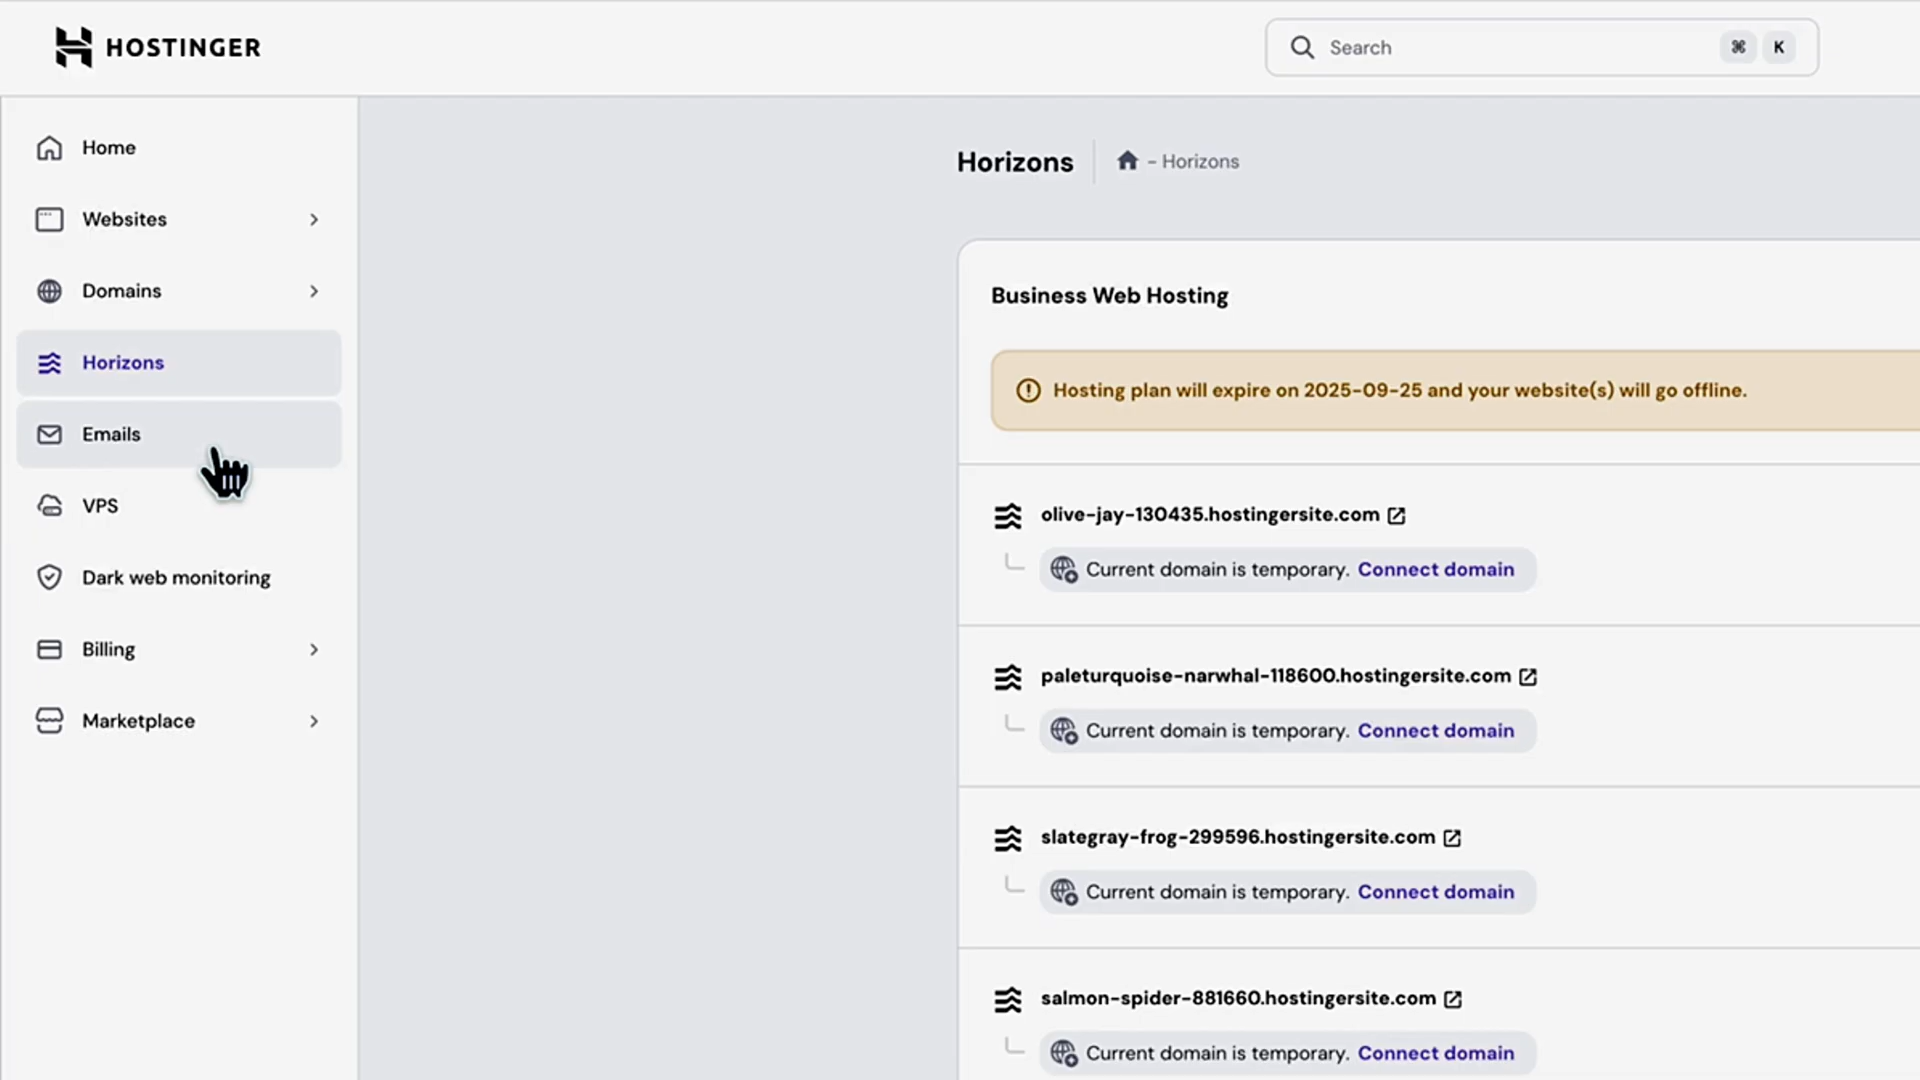 HOSTINGER
Search
⌘ K
Home
Websites
Domains
Horizons
Emails
VPS
Dark web monitoring
Billing
Marketplace
Horizons
- Horizons
Business Web Hosting
Hosting plan will expire on 2025-09-25 and your website(s) will go offline.
olive-jay-130435.hostingersite.com
Current domain is temporary. Connect domain
paleturquoise-narwhal-118600.hostingersite.com
Current domain is temporary. Connect domain
slategray-frog-299596.hostingersite.com
Current domain is temporary. Connect domain
salmon-spider-881660.hostingersite.com
Current domain is temporary. Connect domain